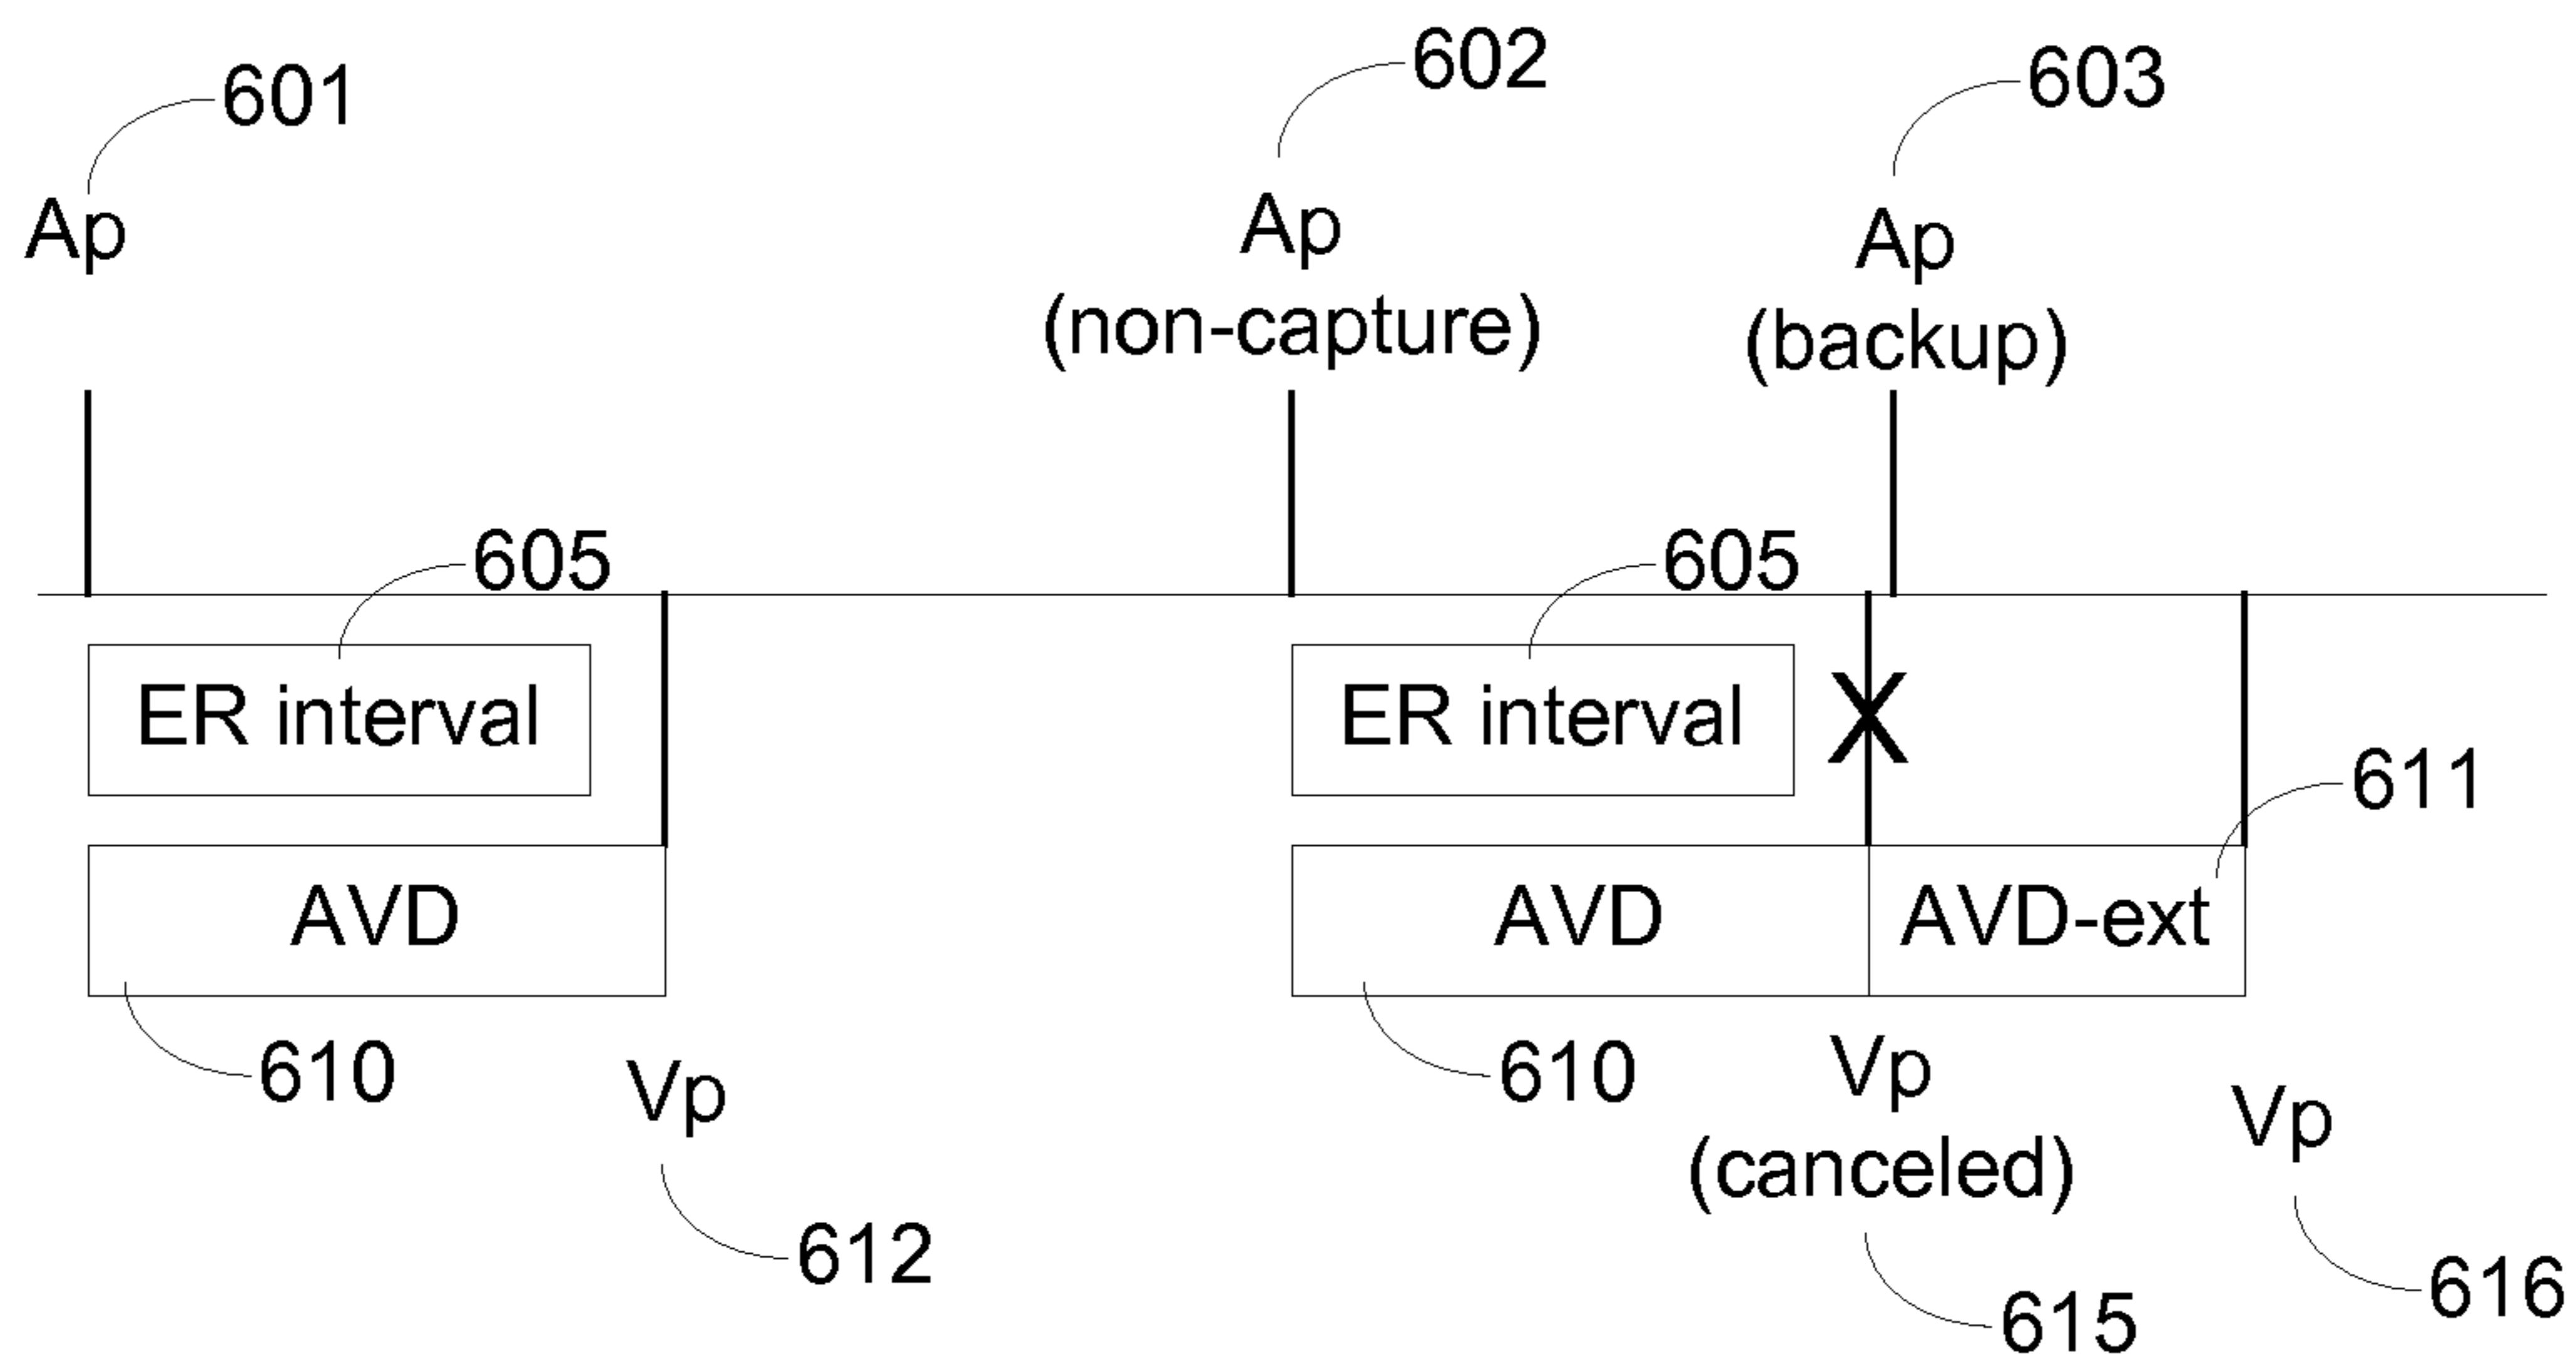 601
602
603
Ap
Ap
(non-capture)
Ap
(backup)
605
605
ER interval
ER interval
611
AVD
AVD
AVD-ext
610
Vp
610
Vp
(canceled)
Vp
612
615
616